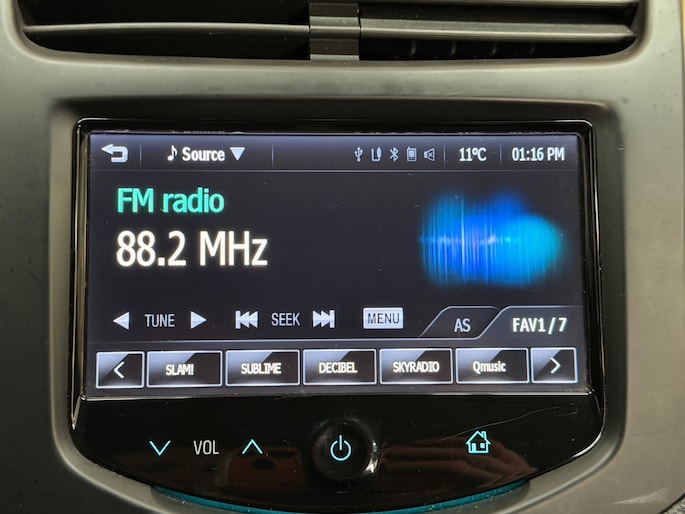 Source 11°C 01:16 PM
FM radio
88.2 MHz
TUNE SEEK MENU AS FAV1/7
SLAM! SUBLIME DECIBEL SKYRADIO Qmusic
VOL